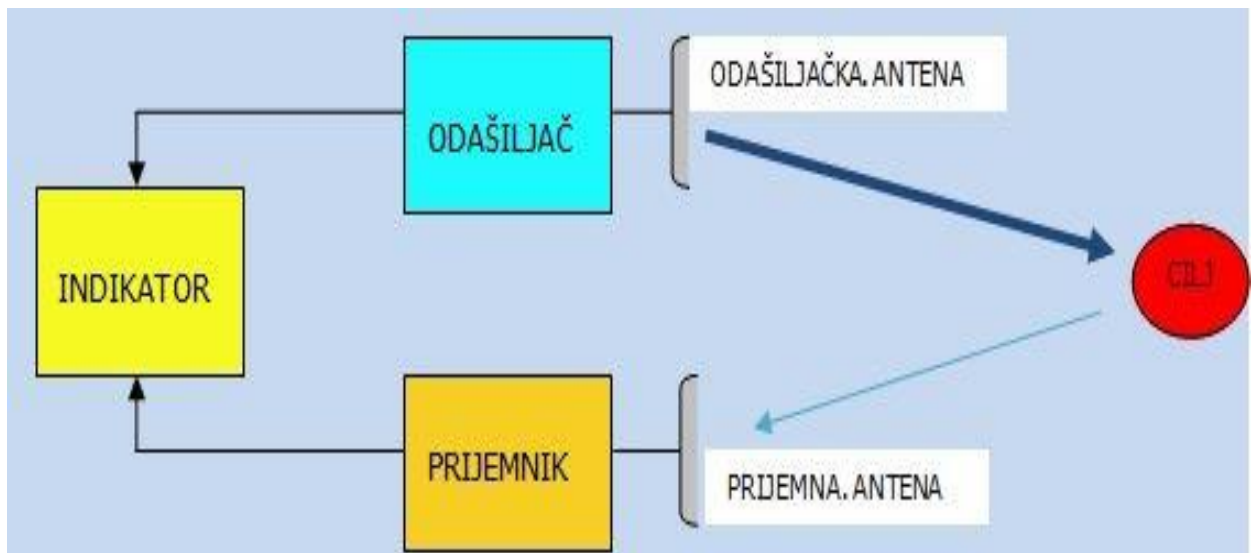 ODAŠILJAČKA.ANTENA
ODAŠILJAČ
INDIKATOR
CILJ
PRIJEMNIK
PRIJEMNA.ANTENA